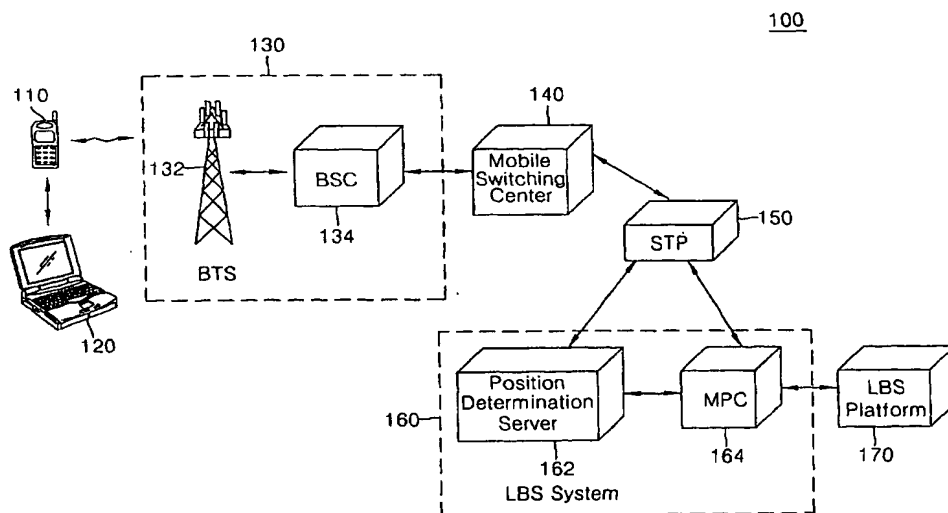 100
130
110
140
132
BSC
Mobile
Switching
Center
150
134
STP
BTS
120
Position
Determination
Server
MPC
LBS
Platform
160
162
164
170
LBS System